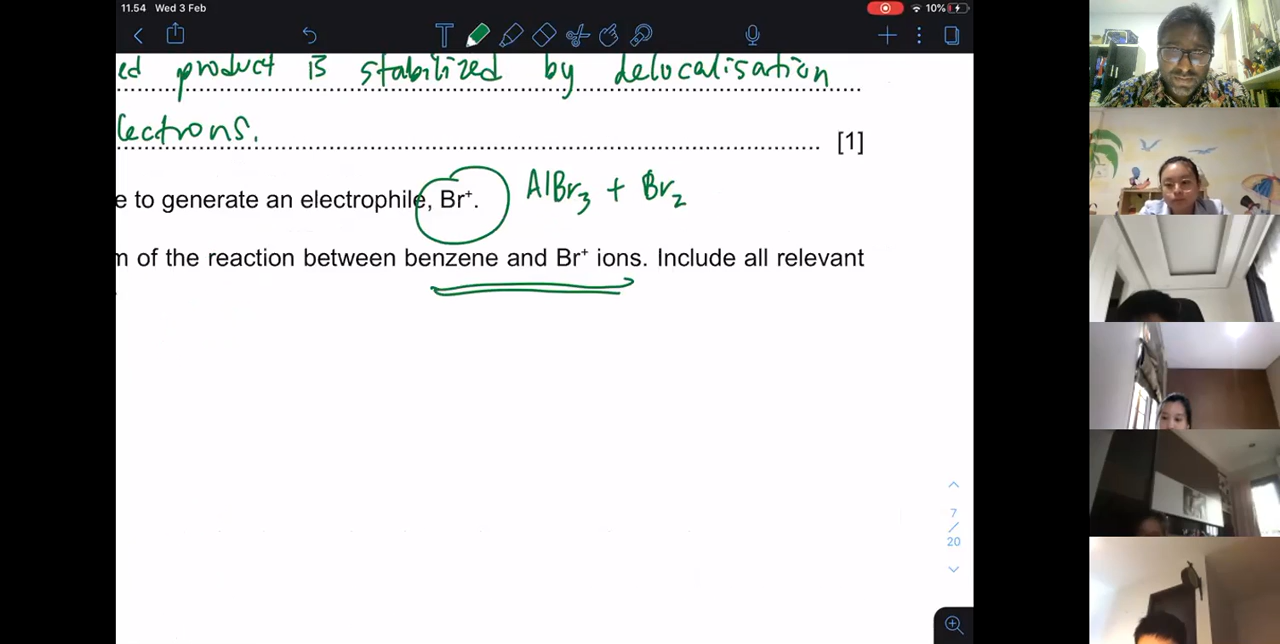 11.54 Wed 3 Feb
10%
ed product is stabilized by delocalisation
lectrons.
[1]
e to generate an electrophile, Br⁺. AlBr₃ + Br₂
m of the reaction between benzene and Br⁺ ions. Include all relevant
7
/
20